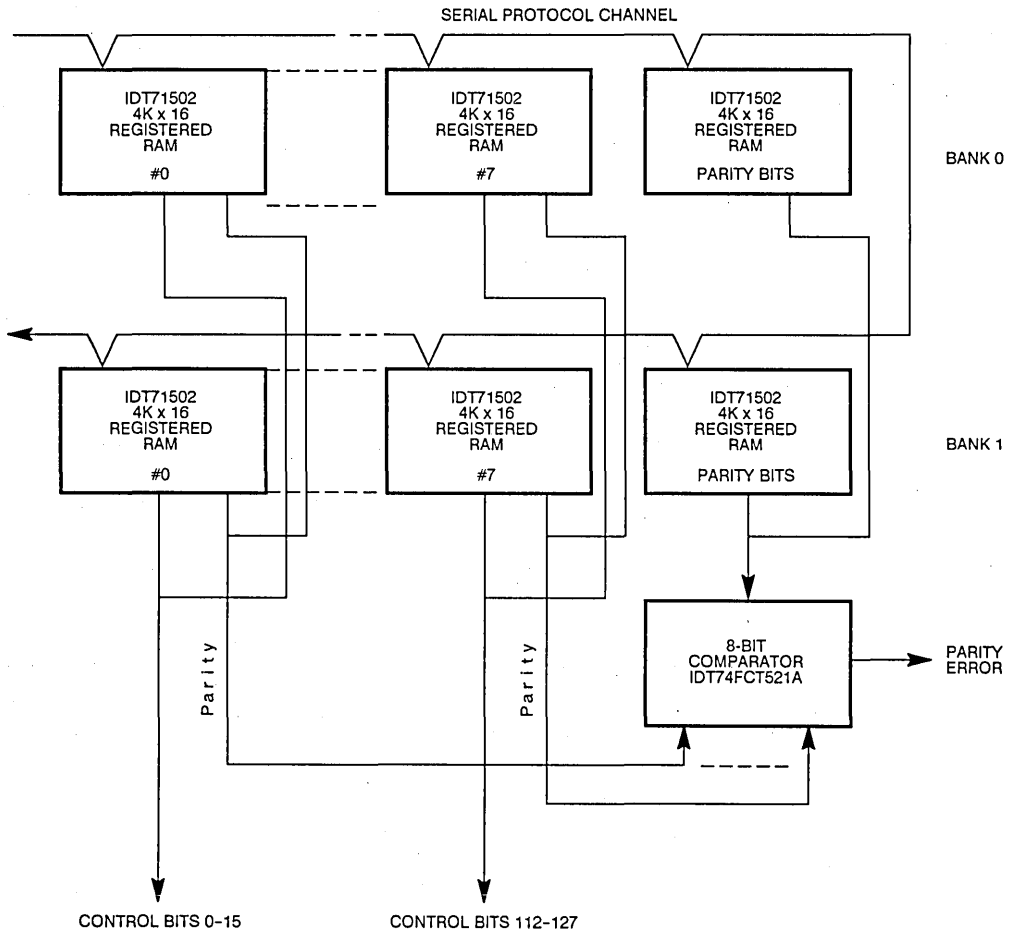 SERIAL PROTOCOL CHANNEL
IDT71502
4K x 16
REGISTERED
RAM
#0
IDT71502
4K x 16
REGISTERED
RAM
#7
IDT71502
4K x 16
REGISTERED
RAM
PARITY BITS
BANK 0
IDT71502
4K x 16
REGISTERED
RAM
#0
IDT71502
4K x 16
REGISTERED
RAM
#7
IDT71502
4K x 16
REGISTERED
RAM
PARITY BITS
BANK 1
Parity
Parity
8-BIT
COMPARATOR
IDT74FCT521A
PARITY
ERROR
CONTROL BITS 0-15
CONTROL BITS 112-127